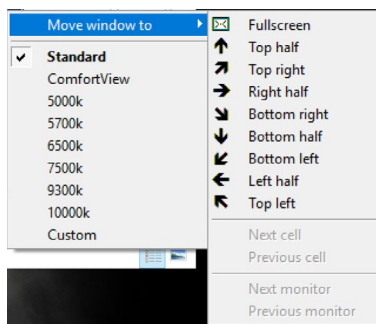 Move window to
Standard
ComfortView
5000k
5700k
6500k
7500k
9300k
10000k
Custom
Fullscreen
Top half
Top right
Right half
Bottom right
Bottom half
Bottom left
Left half
Top left
Next cell
Previous cell
Next monitor
Previous monitor